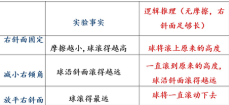 实验事实
逻辑推理（无摩擦，右
斜面足够长）
右斜面固定
摩擦越小，球滚得越高
球将滚上原来的高度
减小右倾角
球沿斜面滚得越远
一直滚到原来的高度，
球沿斜面滚得越远
放平右斜面
球滚得最远
球将一直滚动下去